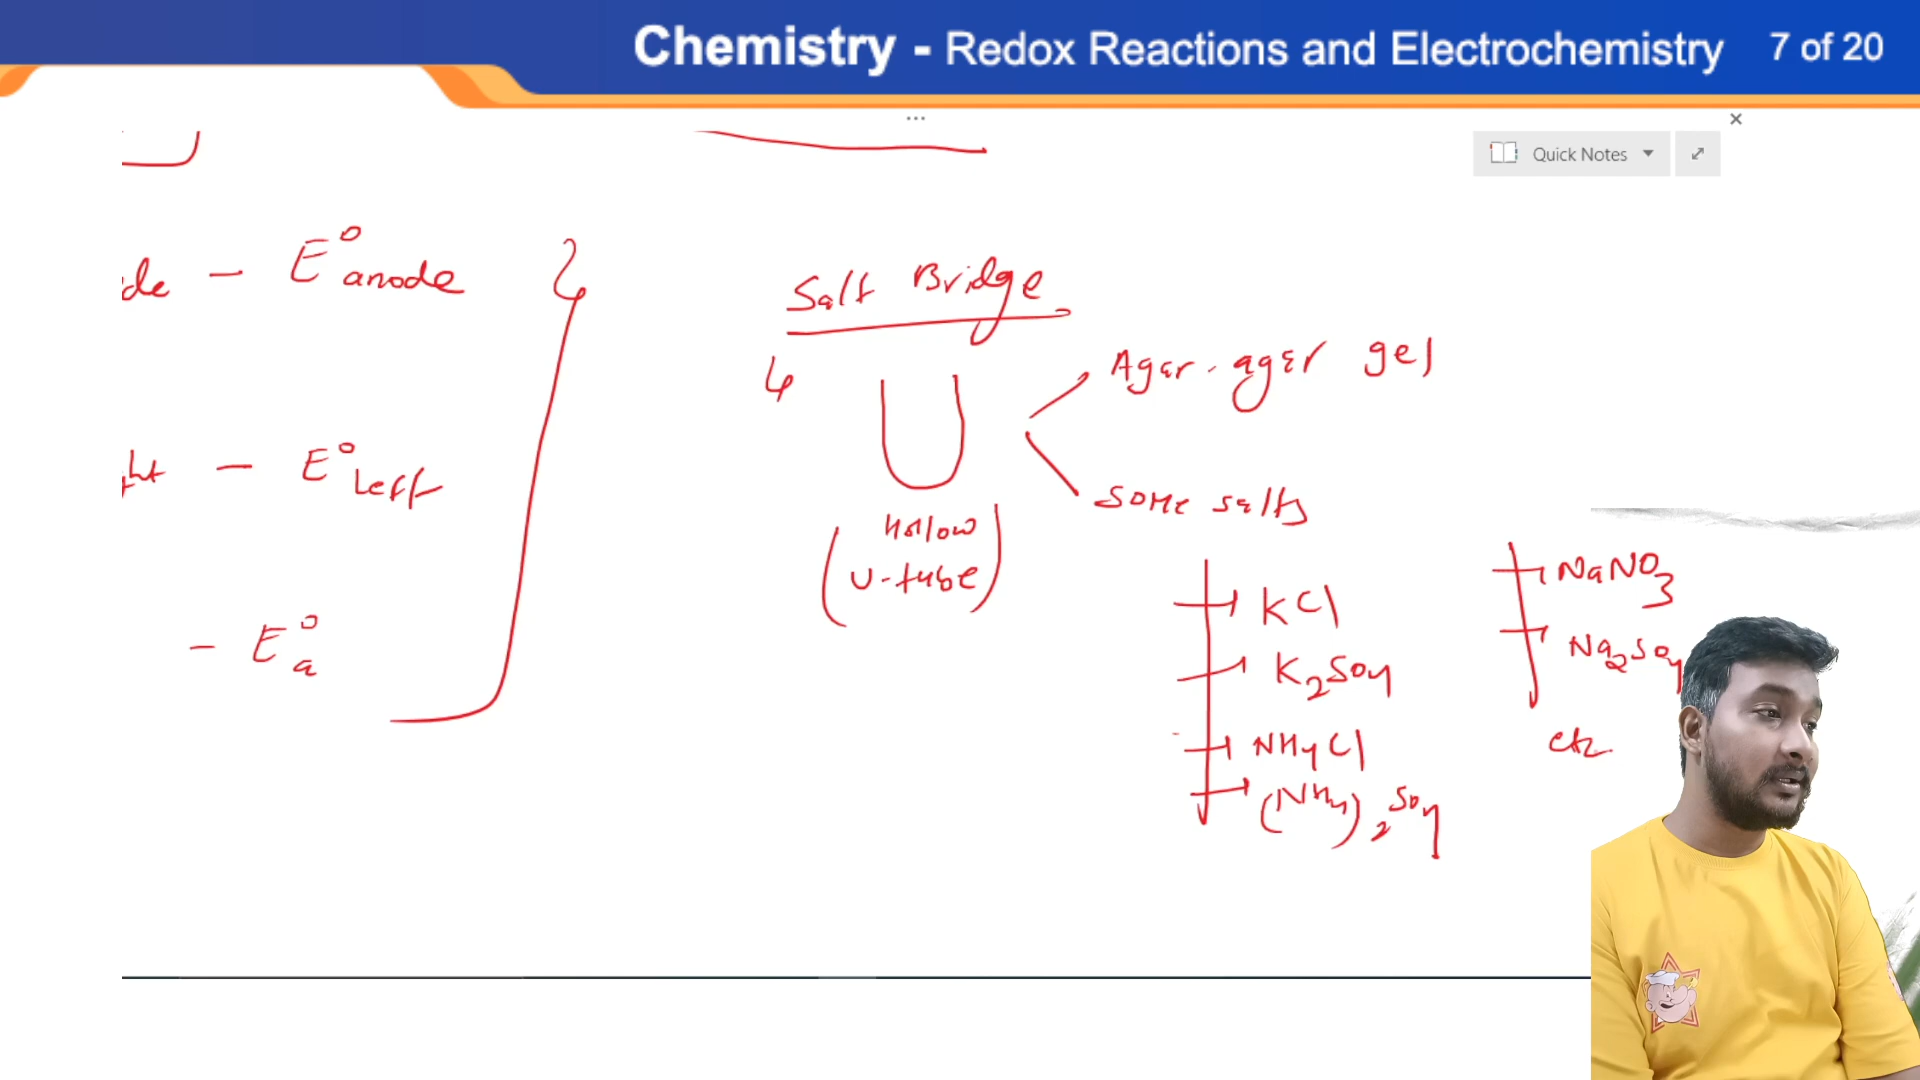 Chemistry - Redox Reactions and Electrochemistry 7 of 20
Quick Notes
de - E° anode
ht - E° Left
- E°a
Salt Bridge
Agar-agar gel
some salts
(Hollow
U-tube)
KCl
K2SO4
NH4Cl
(NH4)2SO4
NaNO3
Na2SO4
etc